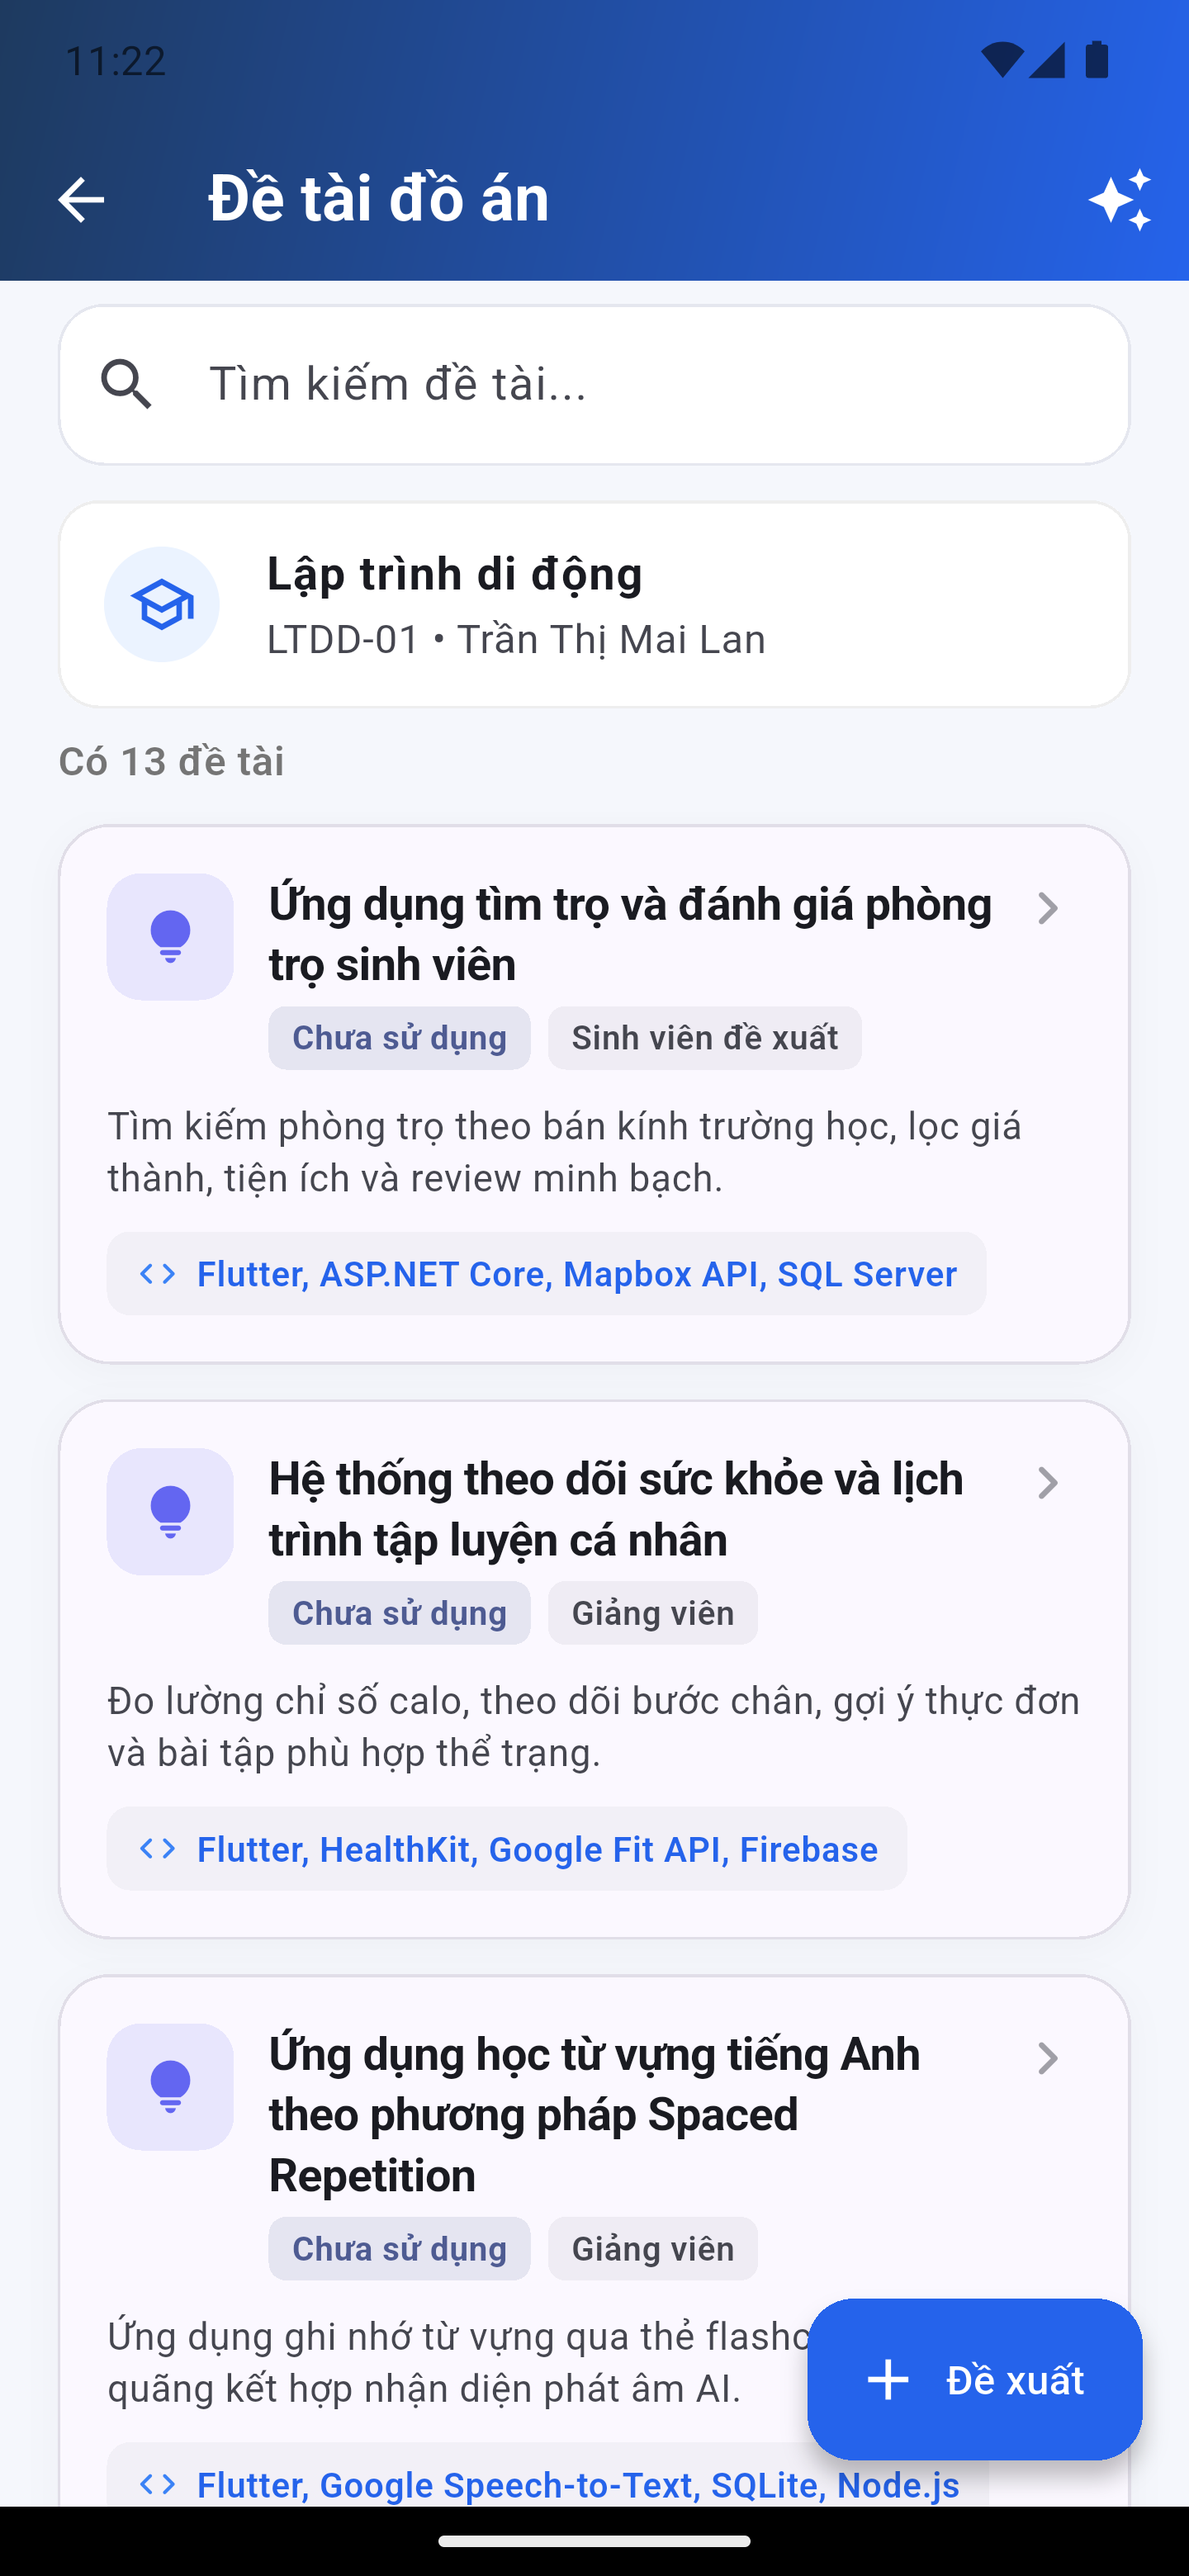 11:22
Đề tài đồ án
Tìm kiếm đề tài...
Lập trình di động
LTDD-01 • Trần Thị Mai Lan
Có 13 đề tài
Ứng dụng tìm trọ và đánh giá phòng
trọ sinh viên
Chưa sử dụng Sinh viên đề xuất
Tìm kiếm phòng trọ theo bán kính trường học, lọc giá
thành, tiện ích và review minh bạch.
Flutter, ASP.NET Core, Mapbox API, SQL Server
Hệ thống theo dõi sức khỏe và lịch
trình tập luyện cá nhân
Chưa sử dụng Giảng viên
Đo lường chỉ số calo, theo dõi bước chân, gợi ý thực đơn
và bài tập phù hợp thể trạng.
Flutter, HealthKit, Google Fit API, Firebase
Ứng dụng học từ vựng tiếng Anh
theo phương pháp Spaced
Repetition
Chưa sử dụng Giảng viên
Ứng dụng ghi nhớ từ vựng qua thẻ
quãng kết hợp nhận diện phát âm AI.
Đề xuất
Flutter, Google Speech-to-Text, SQLite, Node.js